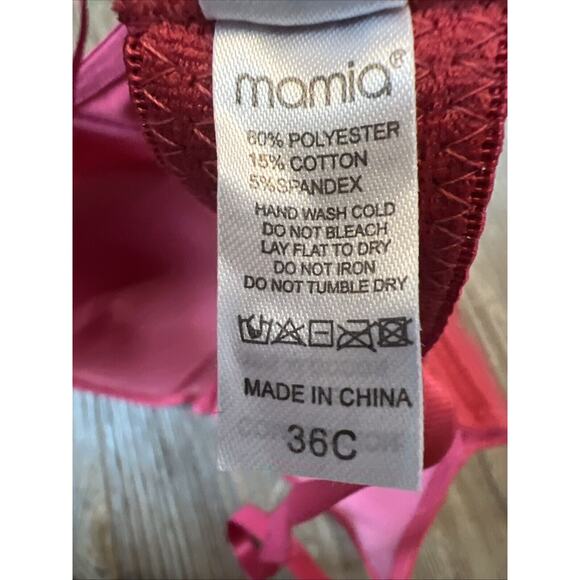 mamia®
80% POLYESTER
15% COTTON
5%SPANDEX
HAND WASH COLD
DO NOT BLEACH
LAY FLAT TO DRY
DO NOT IRON
DO NOT TUMBLE DRY
MADE IN CHINA
36C